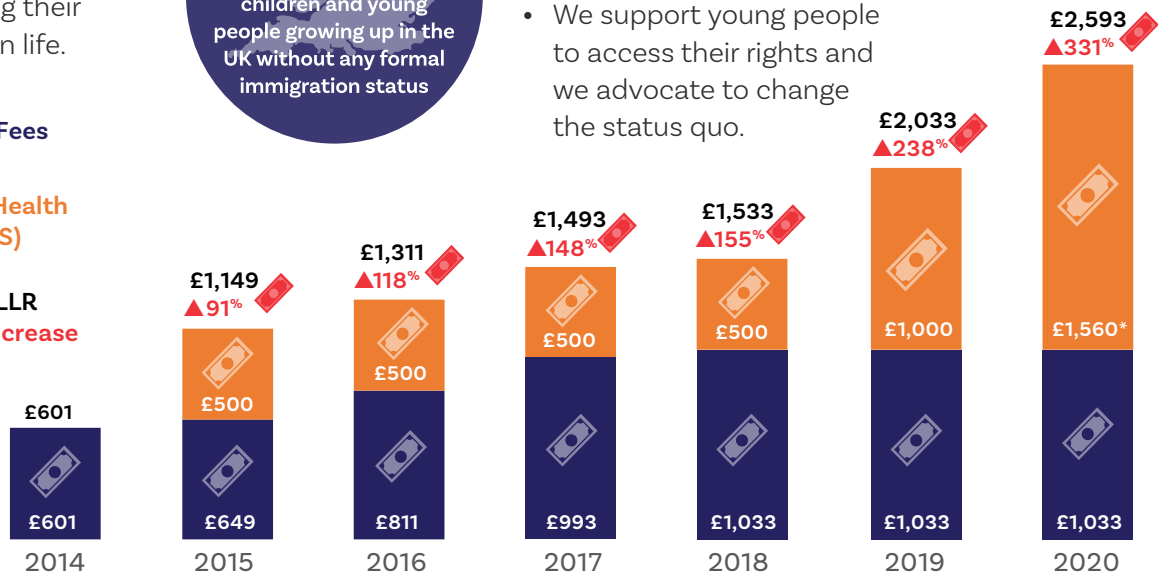 g their
n life.
children and young
people growing up in the
UK without any formal
immigration status
• We support young people
to access their rights and
we advocate to change
the status quo.
Fees
Health
S)
LLR
crease
£601
£601
2014
£1,149
▲91%
£500
£649
2015
£1,311
▲118%
£500
£811
2016
£1,493
▲148%
£500
£993
2017
£1,533
▲155%
£500
£1,033
2018
£2,033
▲238%
£1,000
£1,033
2019
£2,593
▲331%
£1,560*
£1,033
2020